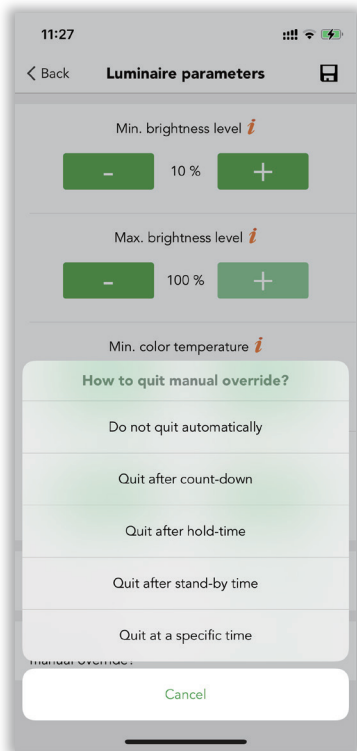 11:27
Back Luminaire parameters
Min. brightness level i
- 10 % +
Max. brightness level i
- 100 % +
Min. color temperature i
How to quit manual override?
Do not quit automatically
Quit after count-down
Quit after hold-time
Quit after stand-by time
Quit at a specific time
manual override?
Cancel